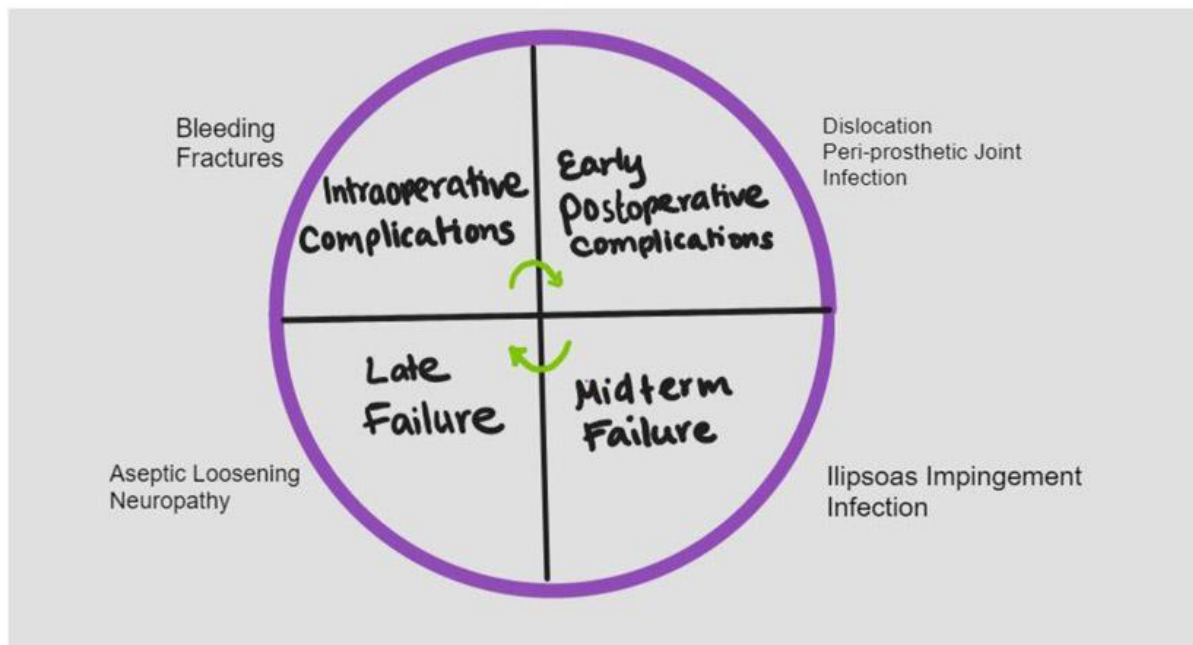 Bleeding
Fractures
Intraoperative
Complications
Early
Postoperative
complications
Dislocation
Peri-prosthetic Joint
Infection
Late
Failure
Midterm
Failure
Aseptic Loosening
Neuropathy
Ilipsoas Impingement
Infection